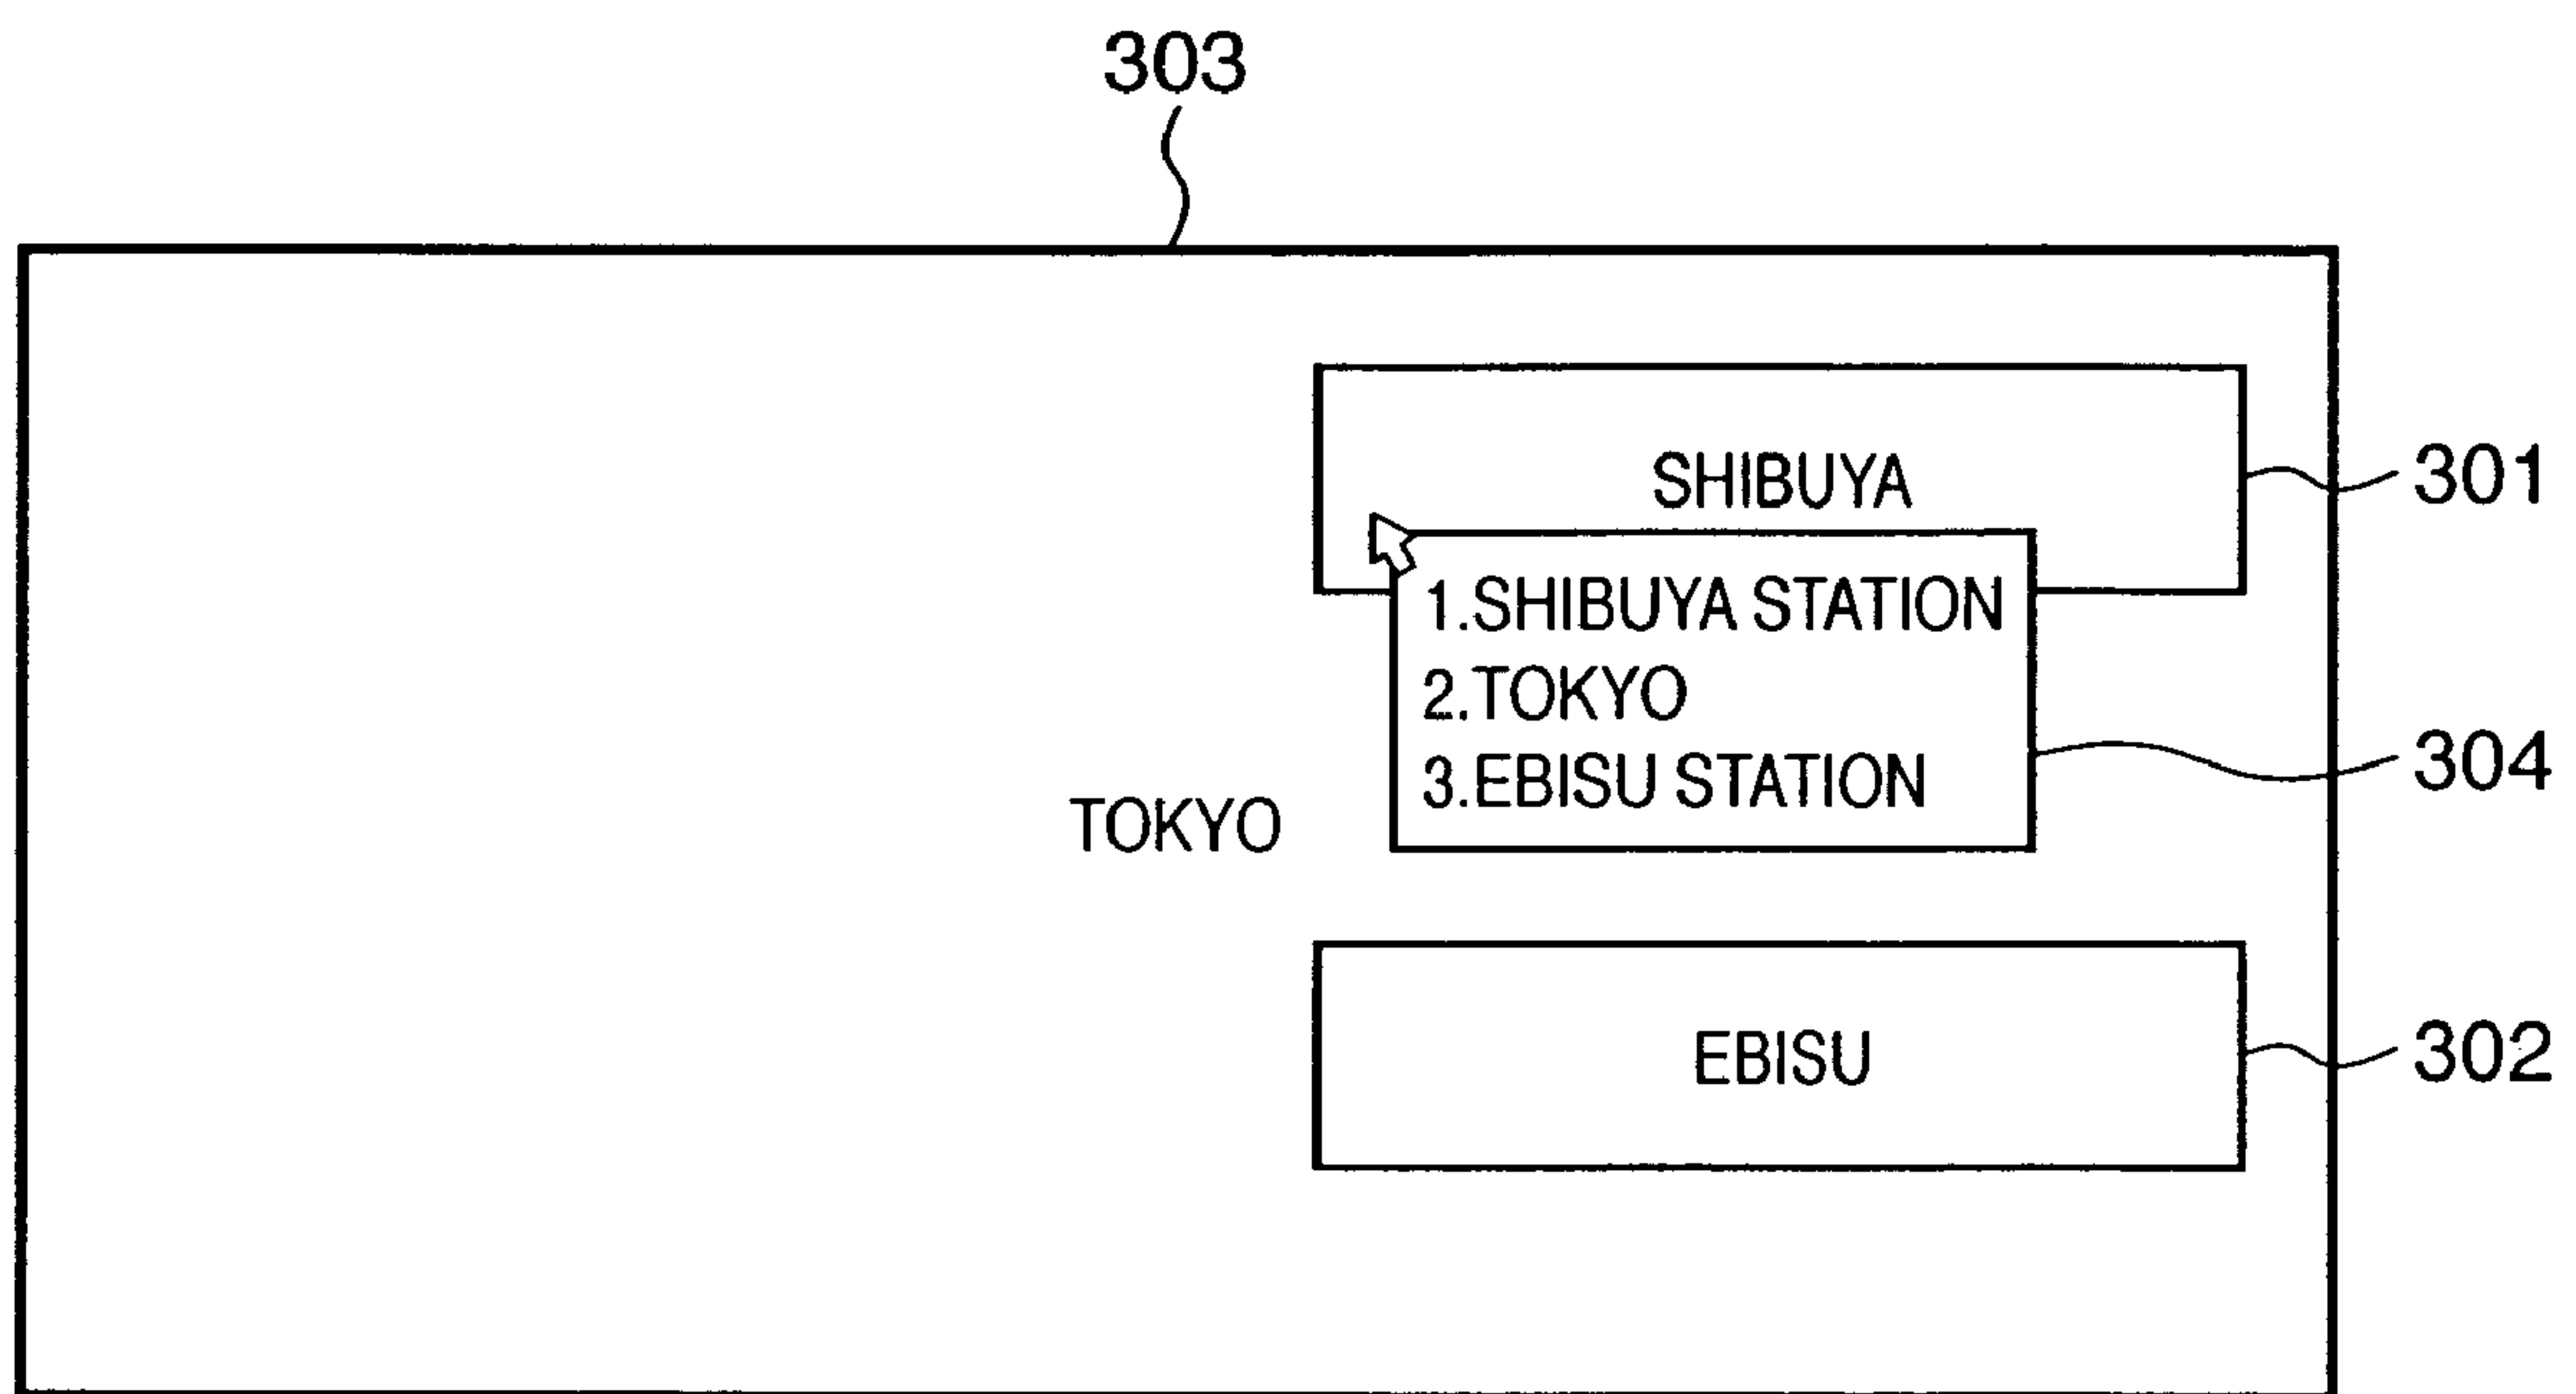 303
SHIBUYA
301
1.SHIBUYA STATION
2.TOKYO
3.EBISU STATION
304
TOKYO
EBISU
302